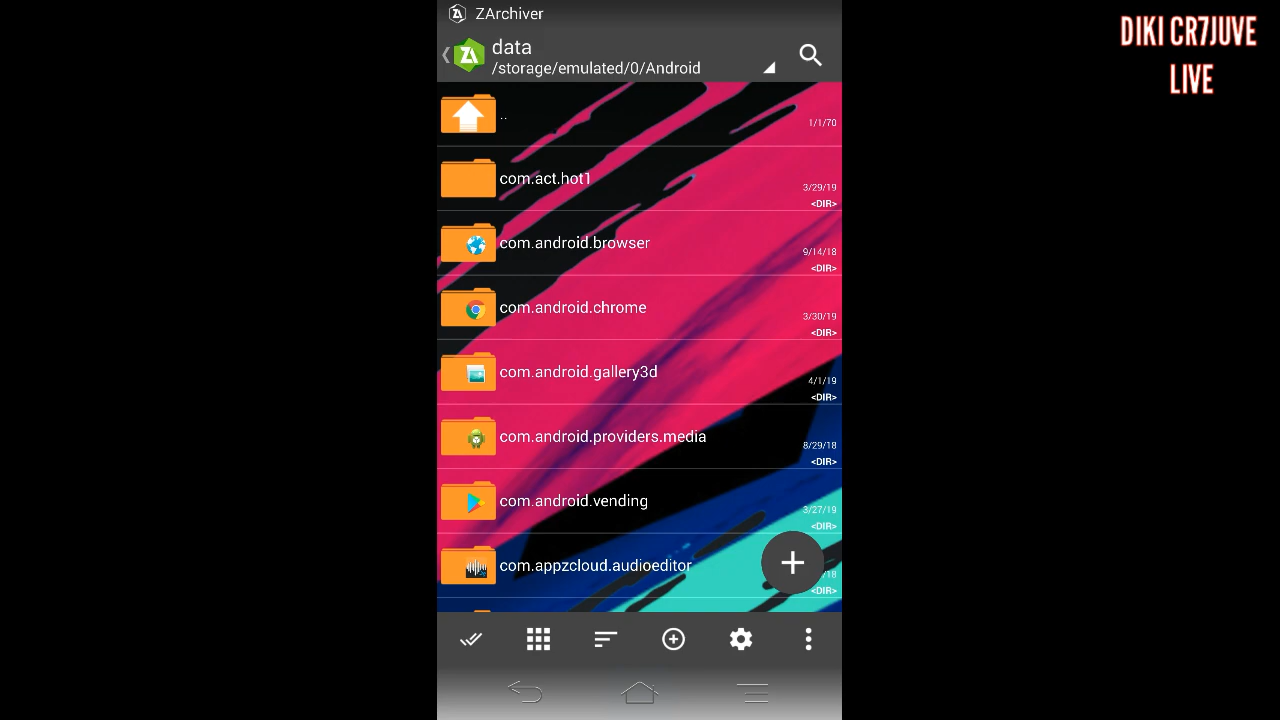 ZArchiver
data
/storage/emulated/0/Android
DIKI CR7JUVE
LIVE
..
1/1/70
com.act.hot1
3/29/19
<DIR>
com.android.browser
9/14/18
<DIR>
com.android.chrome
3/30/19
<DIR>
com.android.gallery3d
4/1/19
<DIR>
com.android.providers.media
8/29/18
<DIR>
com.android.vending
3/27/19
<DIR>
com.appzcloud.audioeditor
/18
<DIR>